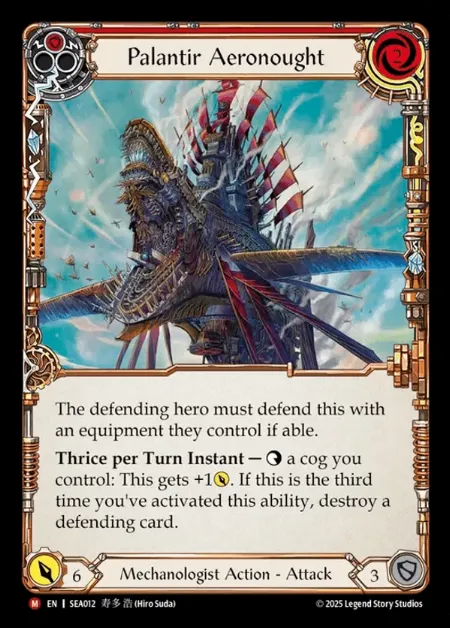 Palantir Aeronought
2
The defending hero must defend this with
an equipment they control if able.
Thrice per Turn Instant — a cog you
control: This gets +1. If this is the third
time you've activated this ability, destroy a
defending card.
6
Mechanologist Action - Attack
3
M EN SEA012 寿多 浩 (Hiro Suda)
© 2025 Legend Story Studios